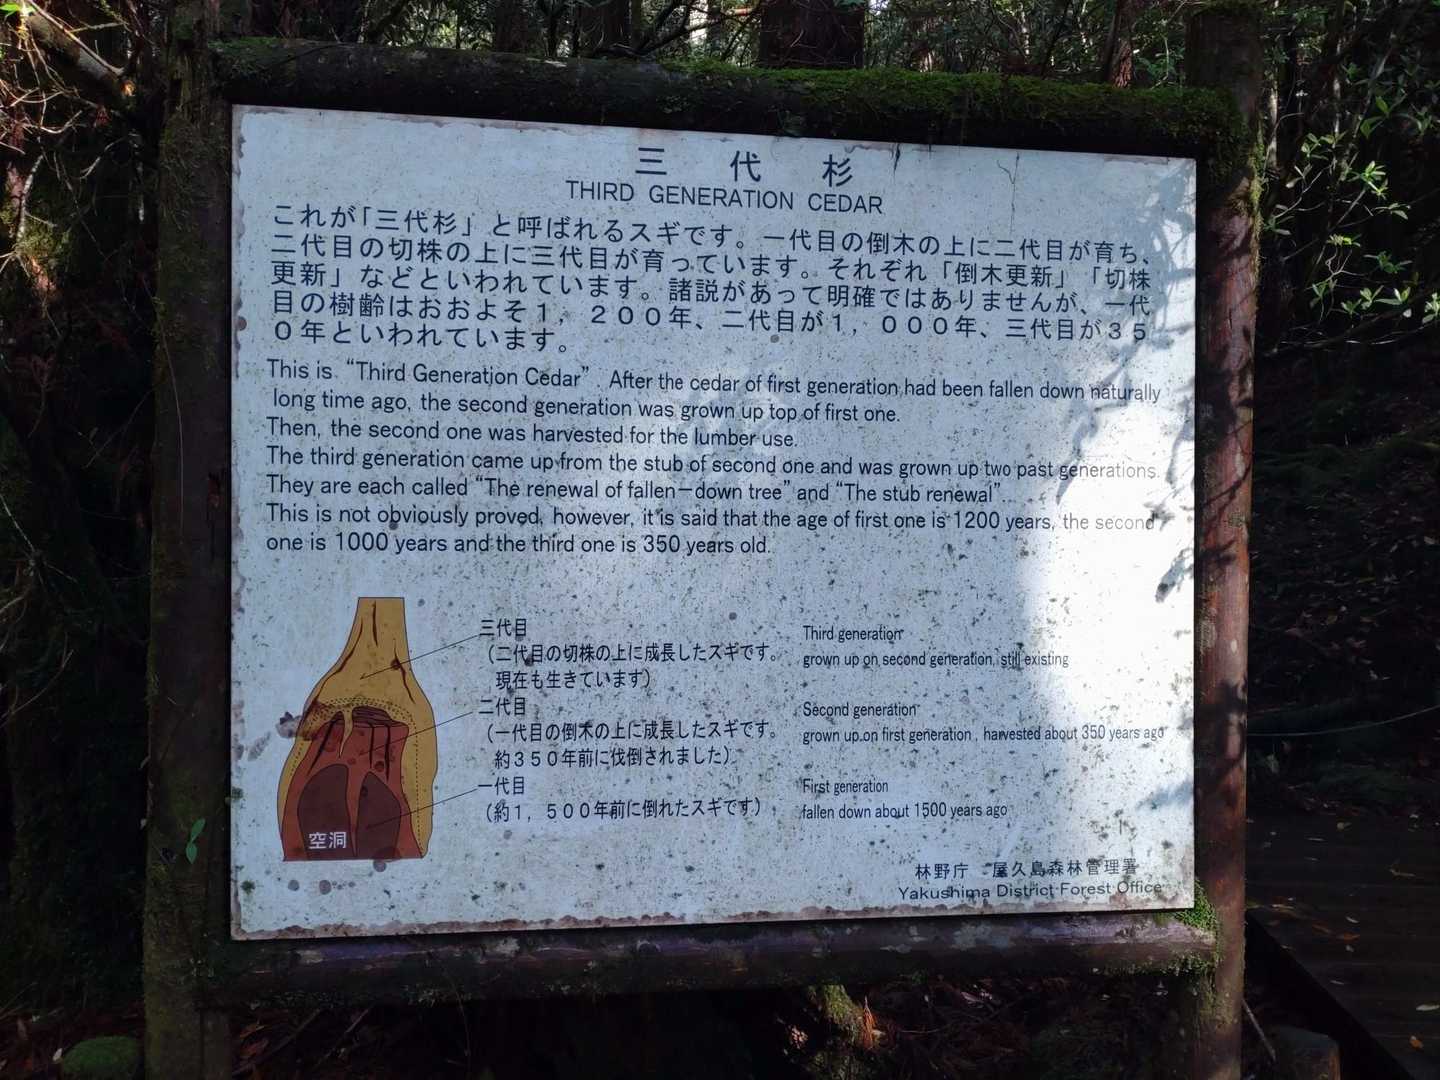 三代杉
THIRD GENERATION CEDAR
これが「三代杉」と呼ばれるスギです。一代目の倒木の上に二代目が育ち、
二代目の切株の上に三代目が育っています。それぞれ「倒木更新」「切株
更新」などといわれています。諸説があって明確ではありませんが、一代
目の樹齢はおおよそ１，２００年、二代目が１，０００年、三代目が３５
０年といわれています。
This is “Third Generation Cedar”. After the cedar of first generation had been fallen down naturally
long time ago, the second generation was grown up top of first one.
Then, the second one was harvested for the lumber use.
The third generation came up from the stub of second one and was grown up two past generations.
They are each called “The renewal of fallen−down tree” and “The stub renewal”.
This is not obviously proved, however, it is said that the age of first one is 1200 years, the second
one is 1000 years and the third one is 350 years old.
三代目
（二代目の切株の上に成長したスギです。
現在も生きています）
Third generation
grown up on second generation, still existing
二代目
（一代目の倒木の上に成長したスギです。
約３５０年前に伐倒されました）
Second generation
grown up on first generation , harvested about 350 years ago
一代目
（約１，５００年前に倒れたスギです）
First generation
fallen down about 1500 years ago
空洞
林野庁 屋久島森林管理署
Yakushima District Forest Office